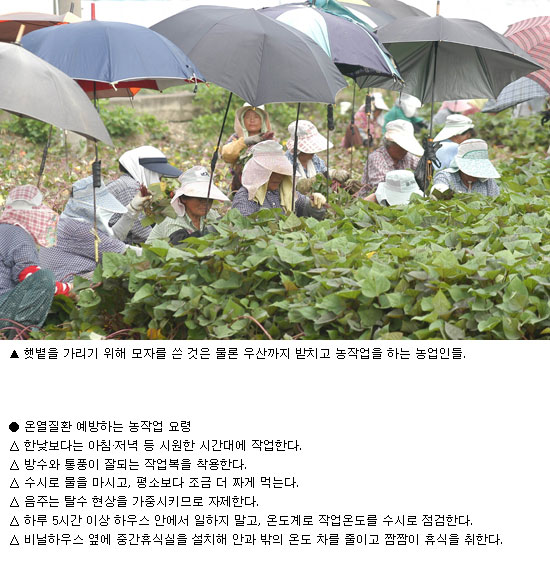 ▲ 햇볕을 가리기 위해 모자를 쓴 것은 물론 우산까지 받치고 농작업을 하는 농업인들.
● 온열질환 예방하는 농작업 요령
△ 한낮보다는 아침·저녁 등 시원한 시간대에 작업한다.
△ 방수와 통풍이 잘되는 작업복을 착용한다.
△ 수시로 물을 마시고, 평소보다 조금 더 짜게 먹는다.
△ 음주는 탈수 현상을 가중시키므로 자제한다.
△ 하루 5시간 이상 하우스 안에서 일하지 말고, 온도계로 작업온도를 수시로 점검한다.
△ 비닐하우스 옆에 중간휴식실을 설치해 안과 밖의 온도 차를 줄이고 짬짬이 휴식을 취한다.